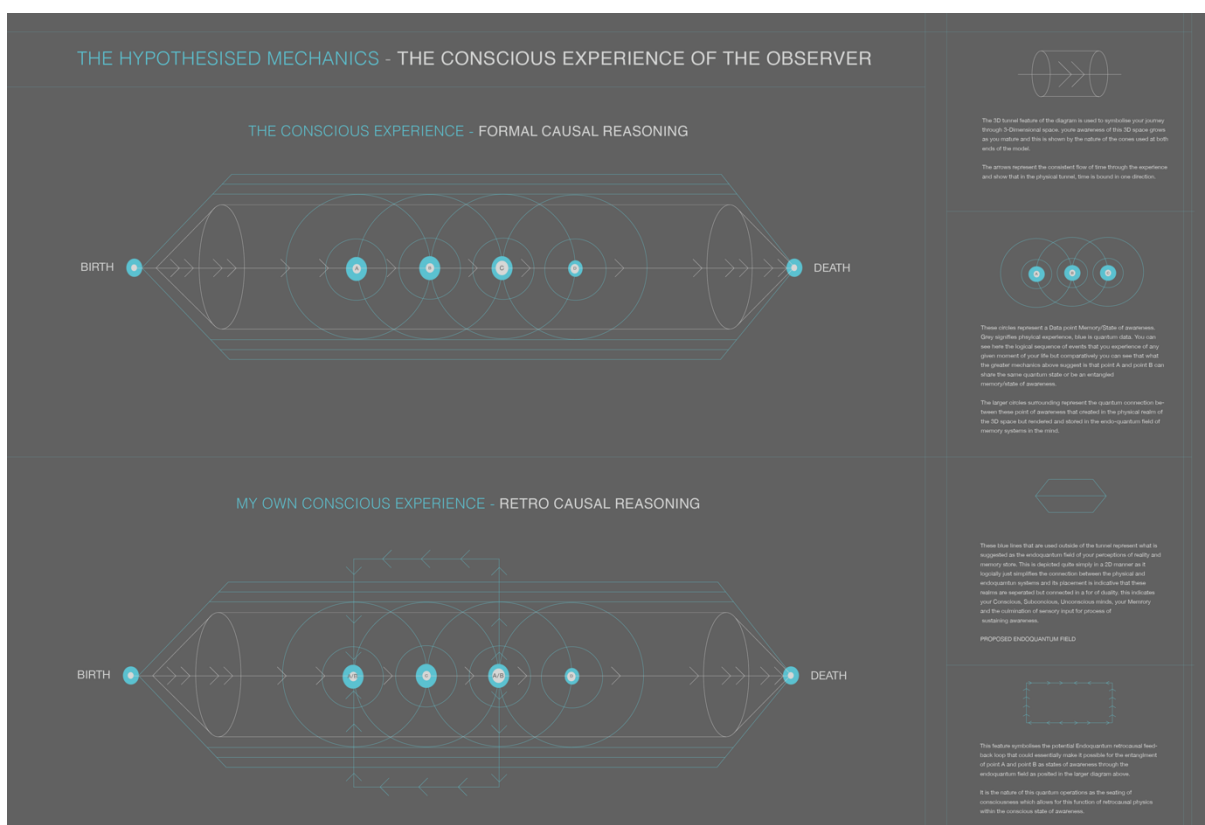 THE HYPOTHESISED MECHANICS - THE CONSCIOUS EXPERIENCE OF THE OBSERVER
THE CONSCIOUS EXPERIENCE - FORMAL CAUSAL REASONING
BIRTH
A
B
C
DEATH
MY OWN CONSCIOUS EXPERIENCE - RETRO CAUSAL REASONING
BIRTH
A/B
C
A/B
DEATH
The 3D tunnel feature of the diagram is used to symbolise your journey
through 3-Dimensional space. youre awareness of this 3D space grows
as you mature and this is shown by the nature of the cones used at both
ends of the model.
The arrows represent the consistent flow of time through the experience
and show that in the physical tunnel, time is bound in one direction.
These circles represent a Data point Memory/State of awareness.
Grey signifies phsyical experience, blue is quantum data. You can
see here the logical sequence of events that you experience of any
given moment of your life but comparatively you can see that what
the greater mechanics above suggest is that point A and point B can
share the same quantum state or be an entangled
memory/state of awareness.
The larger circles surrounding represent the quantum connection be-
tween these point of awareness that created in the physical realm of
the 3D space but rendered and stored in the endo-quantum field of
memory systems in the mind.
These blue lines that are used outside of the tunnel represent what is
suggested as the endoquantum field of your perceptions of reality and
memory store. This is depicted quite simply in a 2D manner as it
logically just simplifies the connection between the physical and
endoquantum systems and its placement is indicative that these
realms are seperated but connected in a for of duality. this indicates
your Conscious, Subconcious, Unconscious minds, your Memory
and the colmination of sensory input for process of
sustaining awareness.
PROPOSED ENDOQUANTUM FIELD
This feature symbolises the potential Endoquantum retrocausal feed-
back loop that could essentially make it possible for the entanglment
of point A and point B as states of awareness through the
endoquantum field as posited in the larger diagram above.
It is the nature of this quantum operations as the seating of
consciousness which allows for this function of retrocausal physics
within the conscious state of awareness.